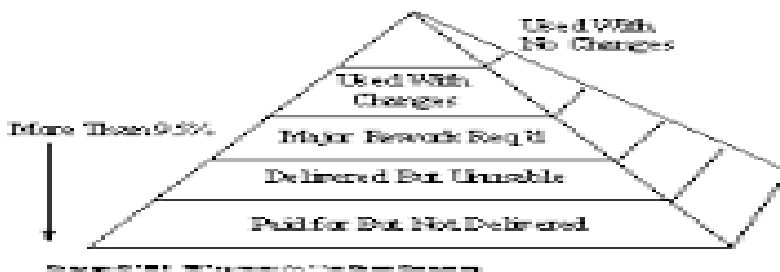 Used With
No Changes
Used With
Changes
More Than 95%
Major Rework Req'd
Delivered But Unusable
Paid for But Not Delivered